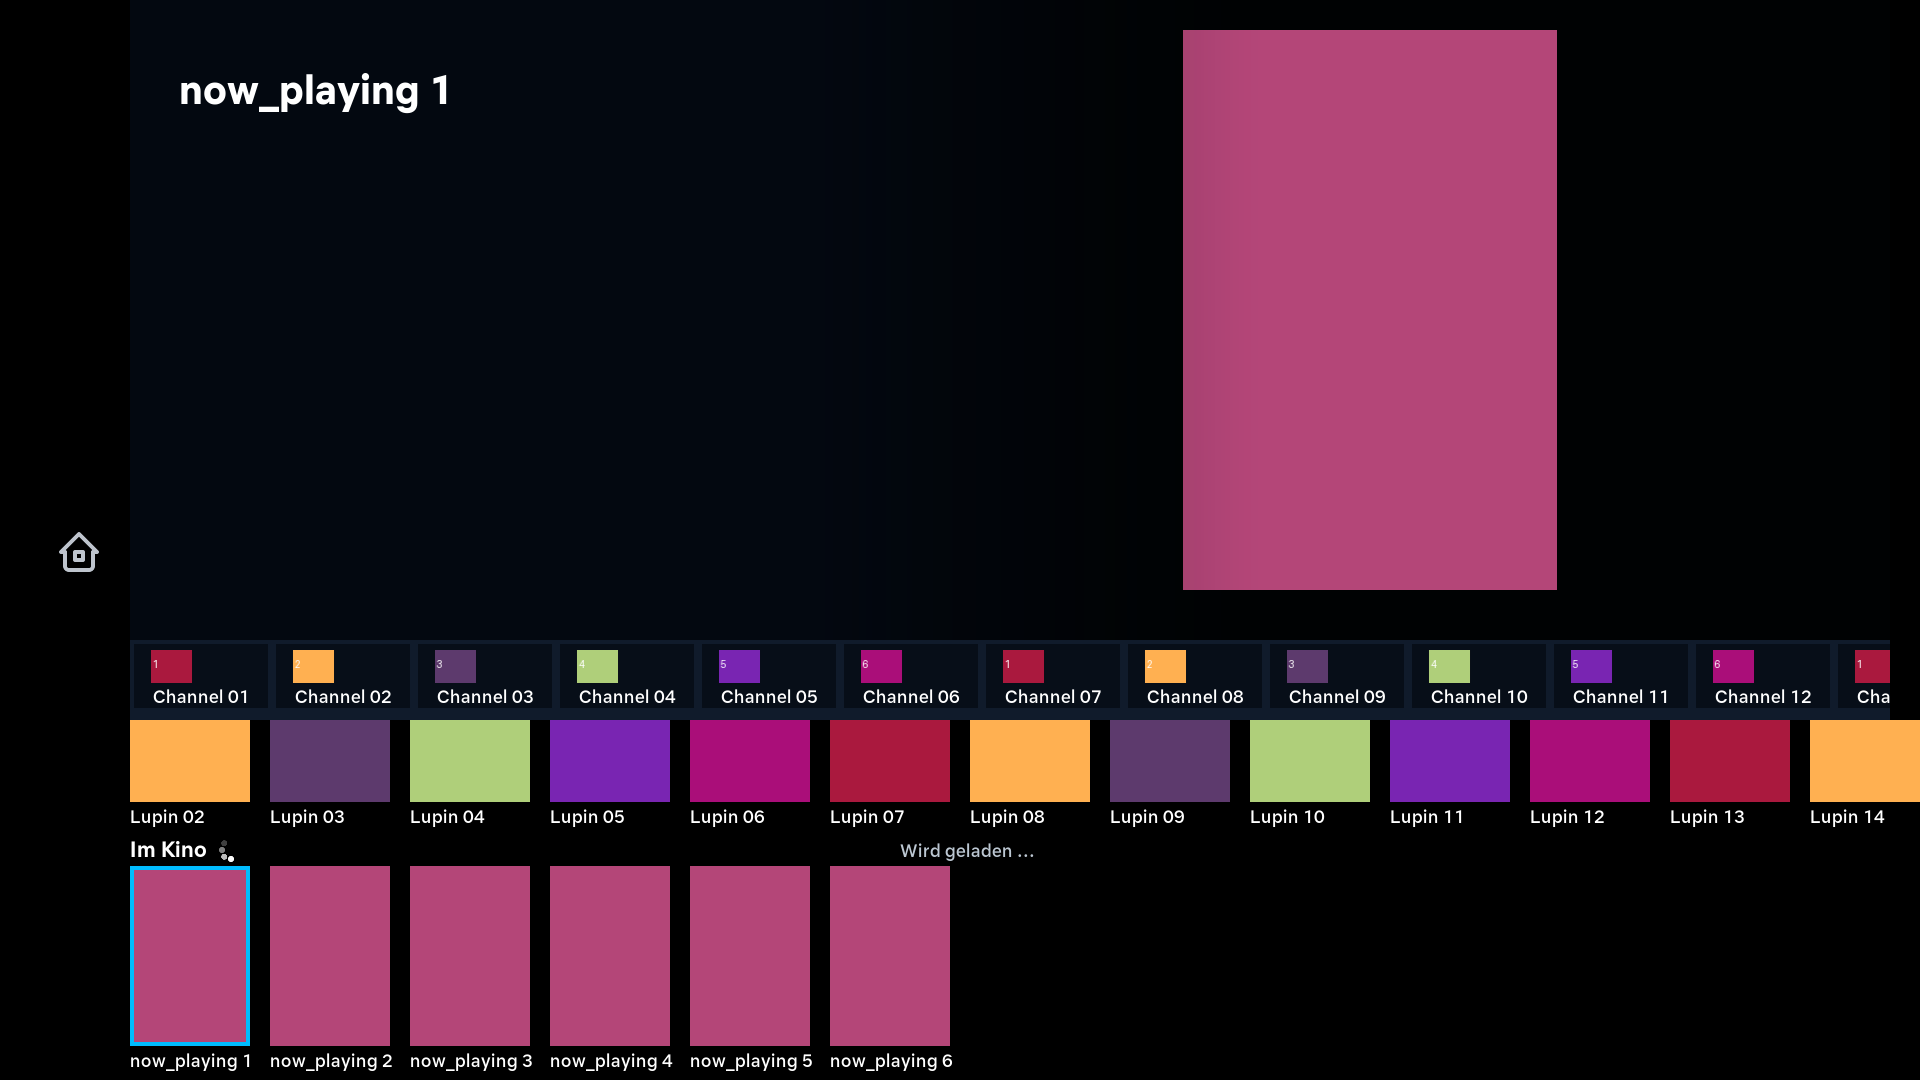 now_playing 1
1 2 3 4 5 6 1 2 3 4 5 6 1
Channel 01 Channel 02 Channel 03 Channel 04 Channel 05 Channel 06 Channel 07 Channel 08 Channel 09 Channel 10 Channel 11 Channel 12 Cha
Lupin 02 Lupin 03 Lupin 04 Lupin 05 Lupin 06 Lupin 07 Lupin 08 Lupin 09 Lupin 10 Lupin 11 Lupin 12 Lupin 13 Lupin 14
Im Kino Wird geladen ...
now_playing 1 now_playing 2 now_playing 3 now_playing 4 now_playing 5 now_playing 6